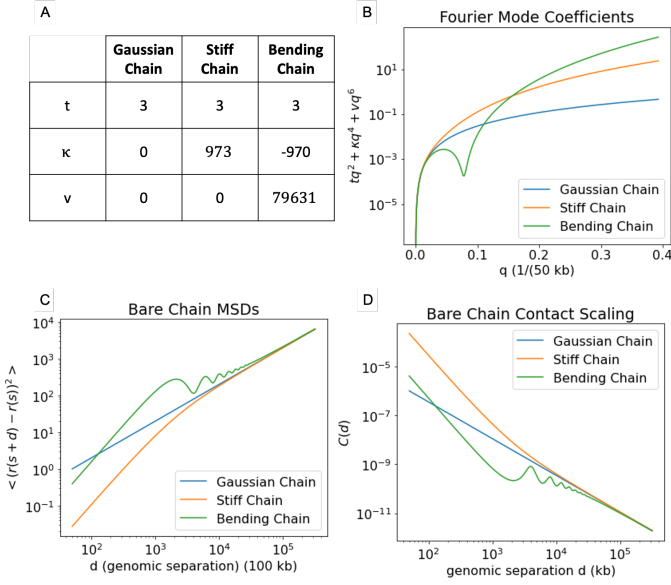 A
Gaussian Chain
Stiff Chain
Bending Chain
t 3 3 3
κ 0 973 -970
v 0 0 79631
B
Fourier Mode Coefficients
tq² + κq⁴ + vq⁶
10¹
10⁻¹
10⁻³
10⁻⁵
Gaussian Chain
Stiff Chain
Bending Chain
0.0 0.1 0.2 0.3 0.4
q (1/(50 kb)
C
Bare Chain MSDs
< (r(s + d) − r(s))² >
10⁴
10³
10²
10¹
10⁰
10⁻¹
Gaussian Chain
Stiff Chain
Bending Chain
10² 10³ 10⁴ 10⁵
d (genomic separation) (100 kb)
D
Bare Chain Contact Scaling
C(d)
10⁻⁵
10⁻⁷
10⁻⁹
10⁻¹¹
Gaussian Chain
Stiff Chain
Bending Chain
10² 10³ 10⁴ 10⁵
genomic separation d (kb)